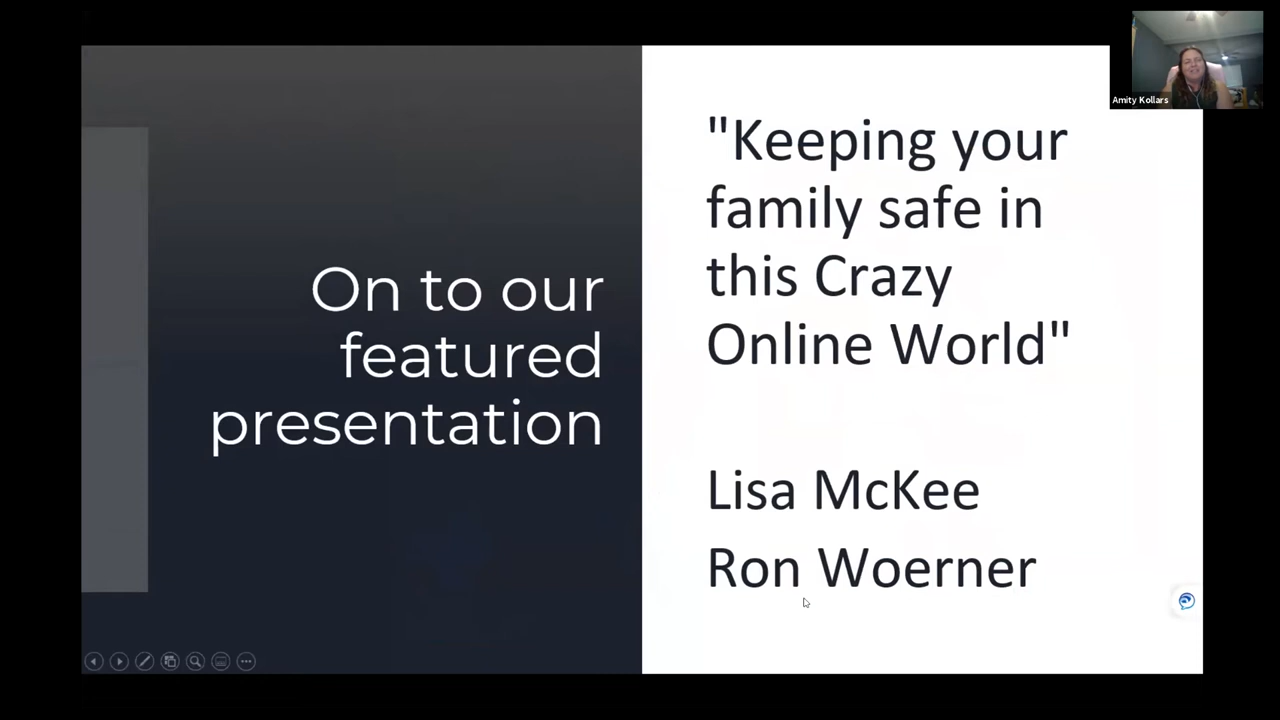 On to our
featured
presentation
"Keeping your
family safe in
this Crazy
Online World"
Lisa McKee
Ron Woerner
Amity Kollars